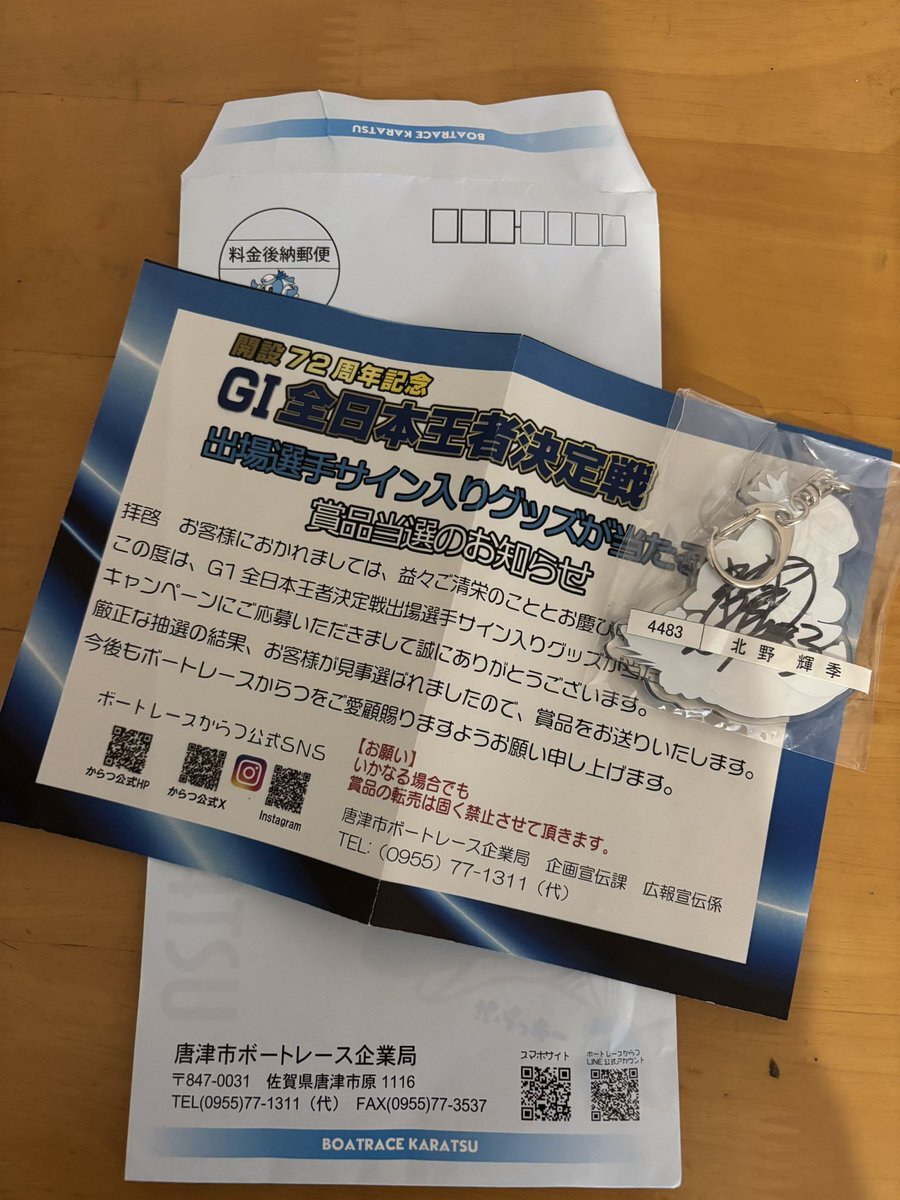 BOATRACE KARATSU
料金後納郵便
開設72周年記念
GI 全日本王者決定戦
出場選手サイン入りグッズが当たる
賞品当選のお知らせ
拝啓 お客様におかれましては、益々ご清栄のこととお慶び
この度は、G1全日本王者決定戦出場選手サイン入りグッズが当た
キャンペーンにご応募いただきまして誠にありがとうございます。
厳正な抽選の結果、お客様が見事選ばれましたので、賞品をお送りいたします。
今後もボートレースからつをご愛顧賜りますようお願い申し上げます。
4483 北野 輝季
ボートレースからつ公式SNS
からつ公式HP
からつ公式X
Instagram
【お願い】
いかなる場合でも
賞品の転売は固く禁止させて頂きます。
唐津市ボートレース企業局 企画宣伝課 広報宣伝係
TEL:（0955）77-1311（代）
唐津市ボートレース企業局
〒847-0031 佐賀県唐津市原1116
TEL(0955)77-1311（代） FAX(0955)77-3537
スマホサイト
ボートレースからつ
LINE公式アカウント
BOATRACE KARATSU